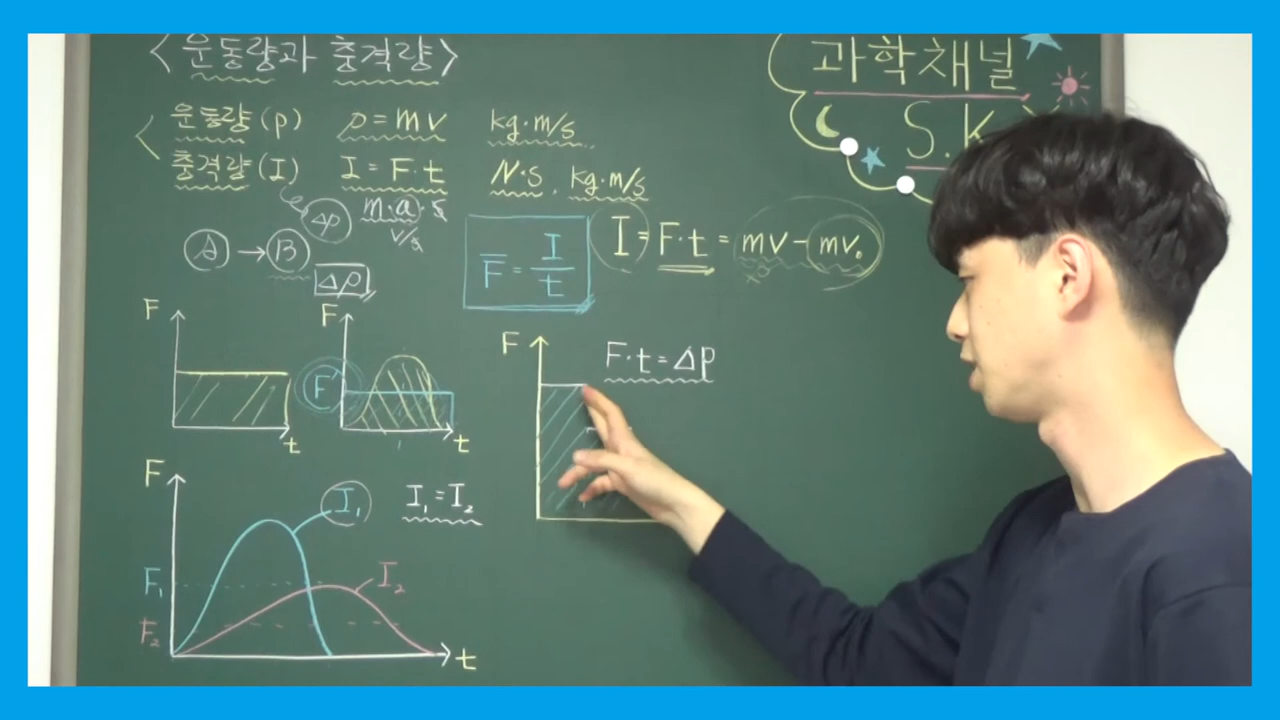 <운동량과 충격량>
과학채널
S.K
운동량(p) p=mv kg·m/s
충격량(I) I=F·t N·s, kg·m/s
Δp m·a·s
v/s
A → B
Δp
F̅ = I/t
I = F·t = mv - mv₀
F
t
F
F
t
F
F·t=Δp
F
I₁
I₁=I₂
F₁
I₂
F₂
t